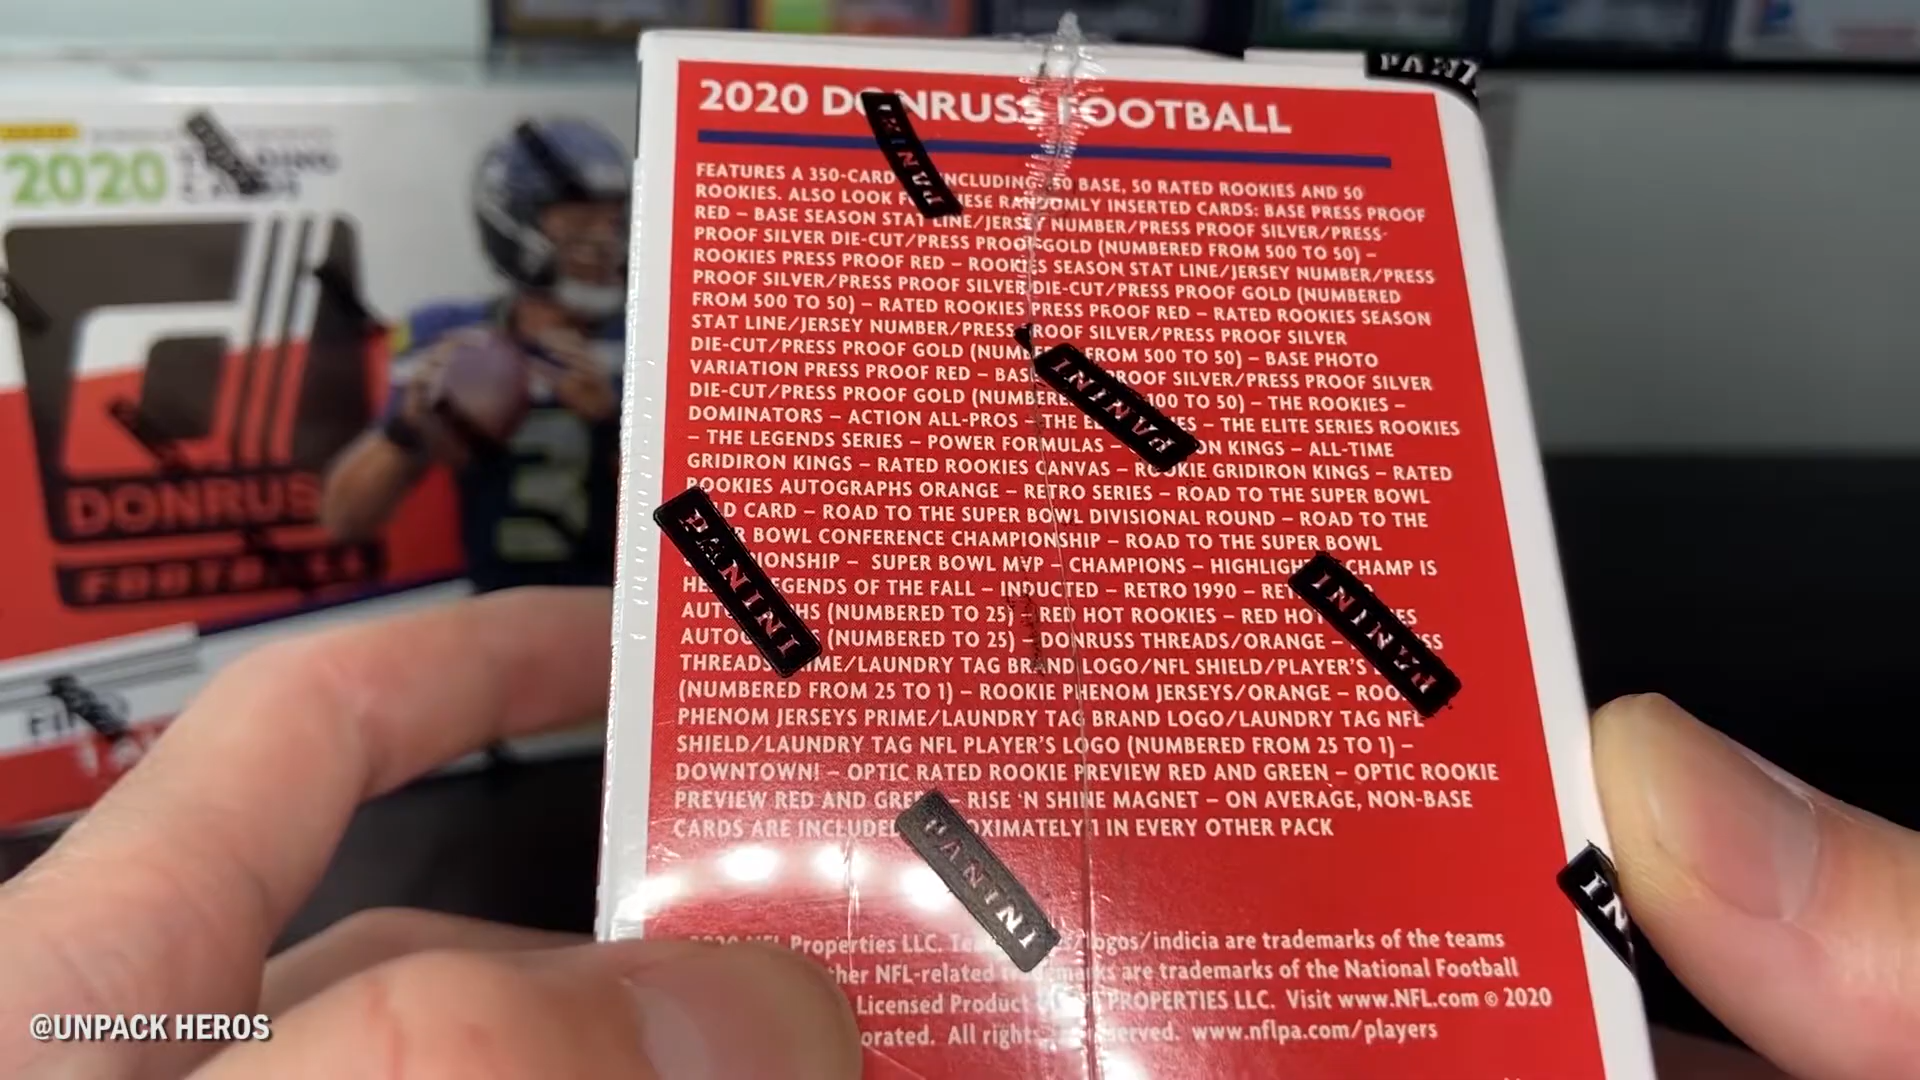 2020 DONRUSS FOOTBALL
FEATURES A 350-CARD INCLUDING: 50 BASE, 50 RATED ROOKIES AND 50
ROOKIES. ALSO LOOK RANDOMLY INSERTED CARDS: BASE PRESS PROOF
RED – BASE SEASON STAT LINE/JERSEY NUMBER/PRESS PROOF SILVER/PRESS
PROOF SILVER DIE-CUT/PRESS PROOF GOLD (NUMBERED FROM 500 TO 50) –
ROOKIES PRESS PROOF RED – ROOKIES SEASON STAT LINE/JERSEY NUMBER/PRESS
PROOF SILVER/PRESS PROOF SILVER DIE-CUT/PRESS PROOF GOLD (NUMBERED
FROM 500 TO 50) – RATED ROOKIES PRESS PROOF RED – RATED ROOKIES SEASON
STAT LINE/JERSEY NUMBER/PRESS PROOF SILVER/PRESS PROOF SILVER
DIE-CUT/PRESS PROOF GOLD FROM 500 TO 50) – BASE PHOTO
VARIATION PRESS PROOF RED – BASE PROOF SILVER/PRESS PROOF SILVER
DIE-CUT/PRESS PROOF GOLD 100 TO 50) – THE ROOKIES –
DOMINATORS – ACTION ALL-PROS – THE – THE ELITE SERIES ROOKIES
– THE LEGENDS SERIES – POWER FORMULAS – KINGS – ALL-TIME
GRIDIRON KINGS – RATED ROOKIES CANVAS – ROOKIE GRIDIRON KINGS – RATED
ROOKIES AUTOGRAPHS ORANGE – RETRO SERIES – ROAD TO THE SUPER BOWL
CARD – ROAD TO THE SUPER BOWL DIVISIONAL ROUND – ROAD TO THE
BOWL CONFERENCE CHAMPIONSHIP – ROAD TO THE SUPER BOWL
– SUPER BOWL MVP – CHAMPIONS – CHAMP IS
LEGENDS OF THE FALL – INDUCTED – RETRO 1990 –
(NUMBERED TO 25) – RED HOT ROOKIES – RED HOT
(NUMBERED TO 25) – DONRUSS THREADS/ORANGE –
THREADS /LAUNDRY TAG BRAND LOGO/NFL SHIELD/PLAYER'S
(NUMBERED FROM 25 TO 1) – ROOKIE PHENOM JERSEYS/ORANGE –
PHENOM JERSEYS PRIME/LAUNDRY TAG BRAND LOGO/LAUNDRY TAG NFL
SHIELD/LAUNDRY TAG NFL PLAYER'S LOGO (NUMBERED FROM 25 TO 1) –
DOWNTOWN! – OPTIC RATED ROOKIE PREVIEW RED AND GREEN – OPTIC ROOKIE
PREVIEW RED AND GREEN – RISE 'N SHINE MAGNET – ON AVERAGE, NON-BASE
CARDS ARE INCLUDED 1 IN EVERY OTHER PACK
NFL Properties LLC. logos/indicia are trademarks of the teams
NFL-related are trademarks of the National Football
Licensed Product PROPERTIES LLC. Visit www.NFL.com © 2020
All rights www.nflpa.com/players
PANINI
PANINI
PANINI
PANINI
PANINI
2020
DONRUSS
FOOTBALL
@UNPACK HEROS